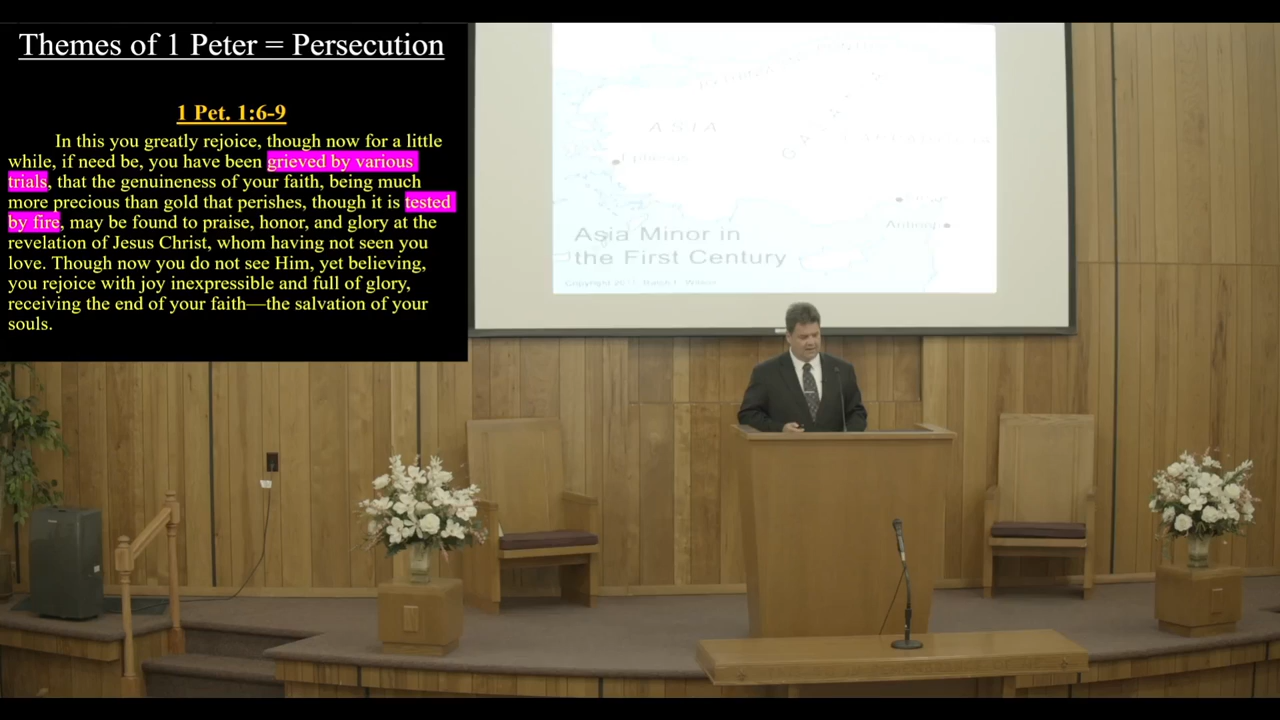 Themes of 1 Peter = Persecution
1 Pet. 1:6-9
In this you greatly rejoice, though now for a little
while, if need be, you have been grieved by various
trials, that the genuineness of your faith, being much
more precious than gold that perishes, though it is tested
by fire, may be found to praise, honor, and glory at the
revelation of Jesus Christ, whom having not seen you
love. Though now you do not see Him, yet believing,
you rejoice with joy inexpressible and full of glory,
receiving the end of your faith—the salvation of your
souls.
ASIA
Ephesus
Antioch
Asia Minor in
the First Century